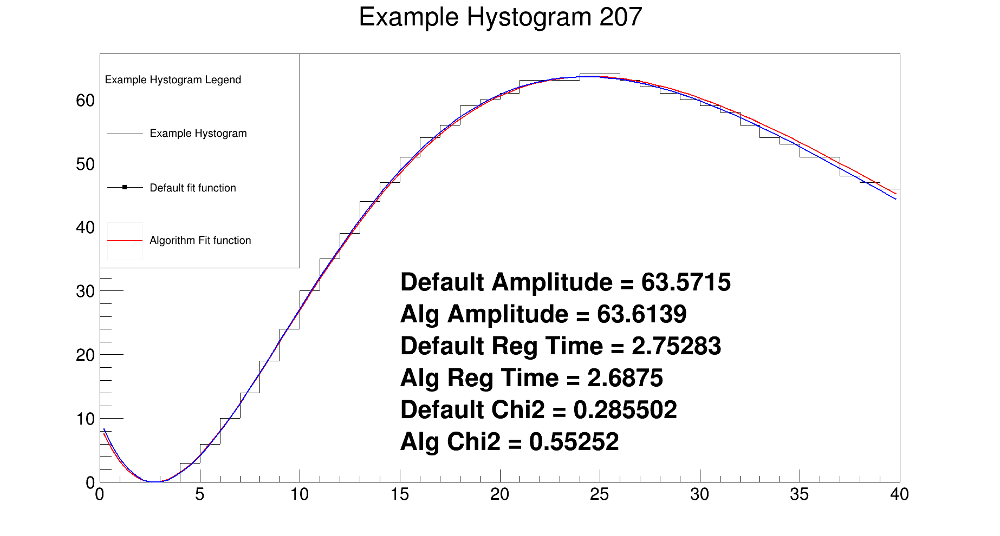 Example Hystogram 207
Example Hystogram Legend
Example Hystogram
Default fit function
Algorithm Fit function
60
50
40
30
20
10
0
Default Amplitude = 63.5715
Alg Amplitude = 63.6139
Default Reg Time = 2.75283
Alg Reg Time = 2.6875
Default Chi2 = 0.285502
Alg Chi2 = 0.55252
0 5 10 15 20 25 30 35 40